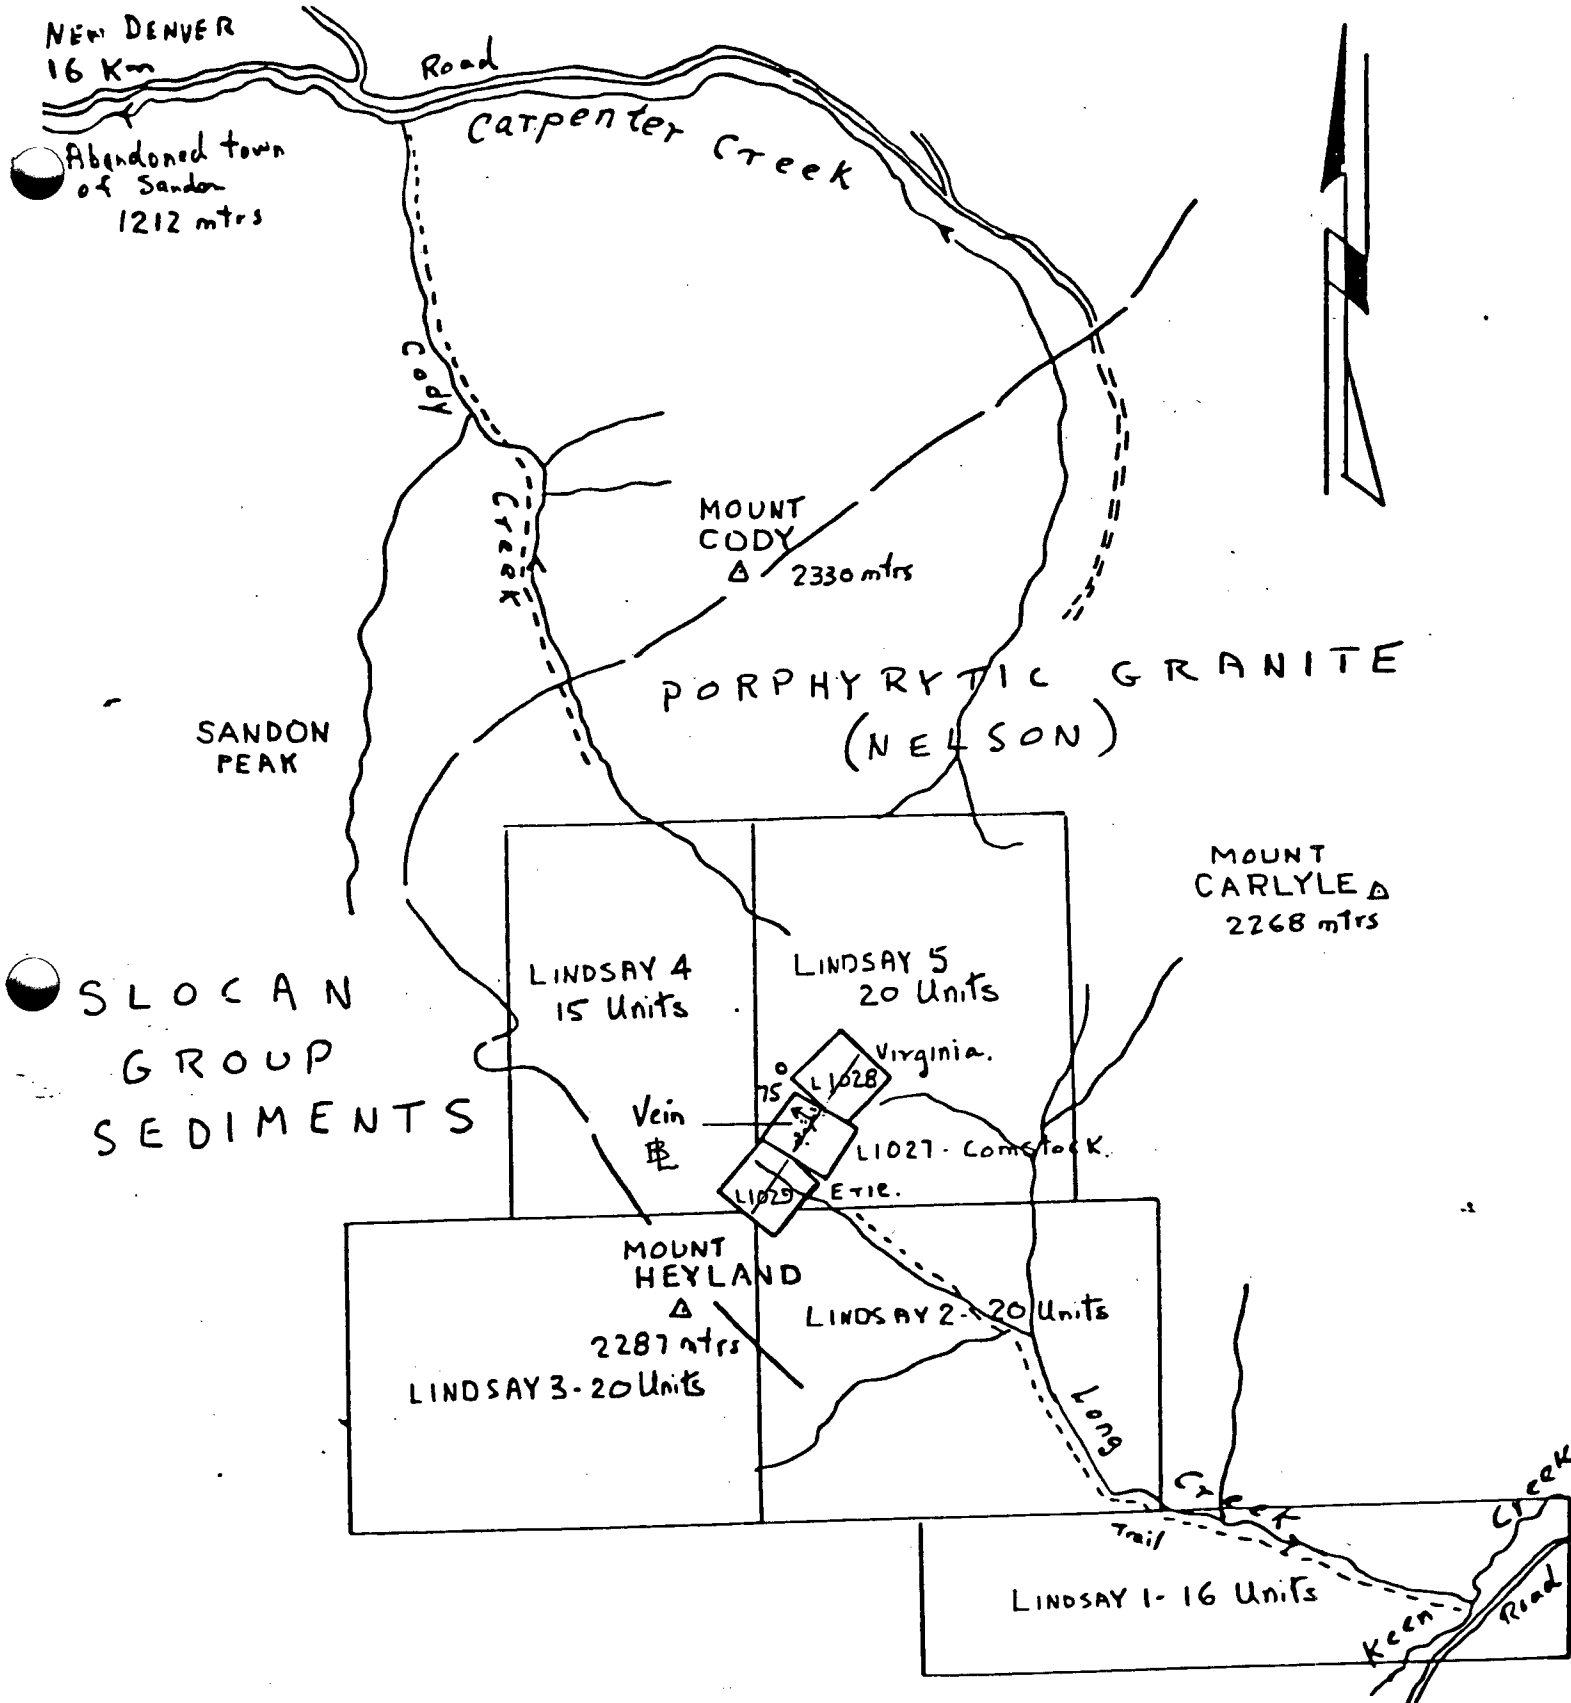 NEW DENVER
16 Km
Road
Carpenter Creek
Abandoned town
of Sandon
1212 mtrs
Cody
Creek
MOUNT
CODY
2330 mtrs
PORPHYRYTIC GRANITE
(NELSON)
SANDON
PEAK
MOUNT
CARLYLE
2268 mtrs
SLOCAN
GROUP
SEDIMENTS
LINDSAY 4
15 Units
LINDSAY 5
20 Units
Virginia.
L1028
75°
Vein
L1027 - Comstock.
L1025
Erie.
MOUNT
HEYLAND
2287 mtrs
LINDSAY 2 - 20 Units
LINDSAY 3 - 20 Units
Long
Creek
Trail
LINDSAY 1 - 16 Units
Keen
Creek
Road